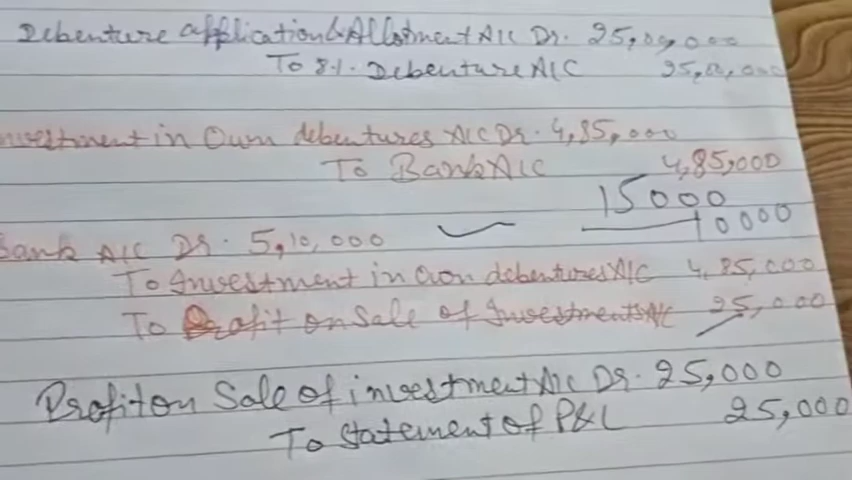 Debenture application & Allotment A/C Dr. 25,00,000
To 8%. Debenture A/C 25,00,000
nvestment in Own debentures A/C Dr. 4,85,000
To Bank A/C 4,85,000
15000
10000
Bank A/C Dr. 5,10,000
To Investment in own debentures A/C 4,85,000
To Profit on Sale of Investments A/C 25,000
Profit on Sale of investment A/C Dr. 25,000
To Statement of P&L 25,000